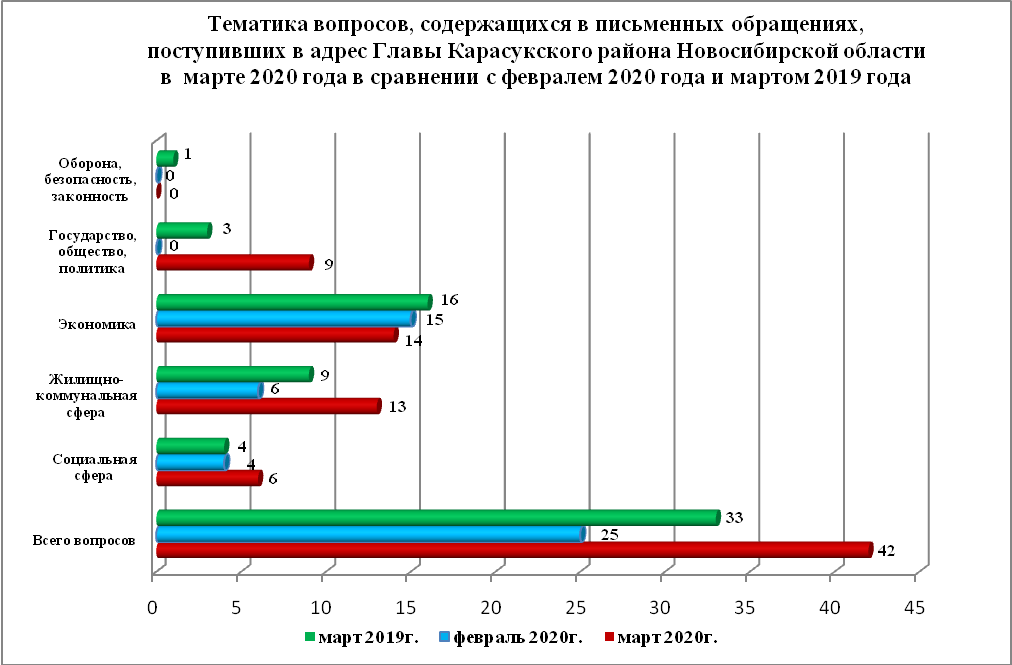 Тематика вопросов, содержащихся в письменных обращениях,
поступивших в адрес Главы Карасукского района Новосибирской области
в марте 2020 года в сравнении с февралем 2020 года и мартом 2019 года
Оборона,
безопасность,
законность
1
0
0
Государство,
общество,
политика
3
0
9
Экономика
16
15
14
Жилищно-
коммунальная
сфера
9
6
13
Социальная
сфера
4
4
6
Всего вопросов
33
25
42
0 5 10 15 20 25 30 35 40 45
март 2019г. февраль 2020г. март 2020г.